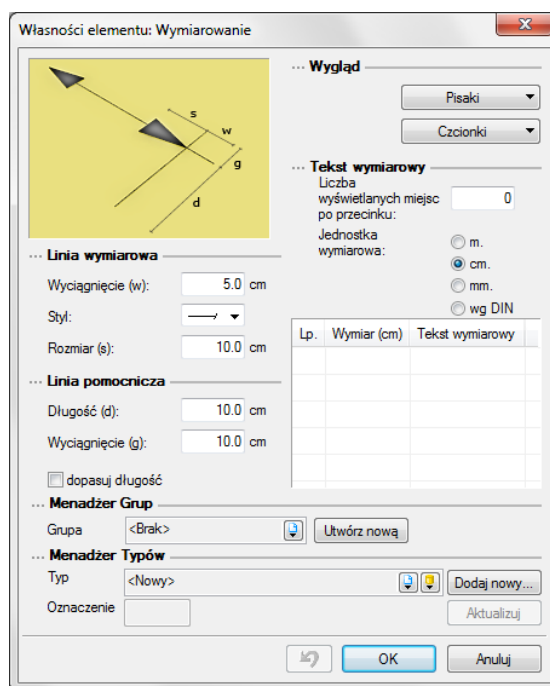 Własności elementu: Wymiarowanie
s
w
g
d
Wygląd
Pisaki
Czcionki
Tekst wymiarowy
Liczba
wyświetlanych miejsc
po przecinku:
0
Jednostka
wymiarowa:
m.
cm.
mm.
wg DIN
Linia wymiarowa
Wyciągnięcie (w): 5.0 cm
Styl:
Rozmiar (s): 10.0 cm
Linia pomocnicza
Długość (d): 10.0 cm
Wyciągnięcie (g): 10.0 cm
dopasuj długość
Lp. Wymiar (cm) Tekst wymiarowy
Menadżer Grup
Grupa <Brak> Utwórz nową
Menadżer Typów
Typ <Nowy> Dodaj nowy...
Oznaczenie Aktualizuj
OK Anuluj